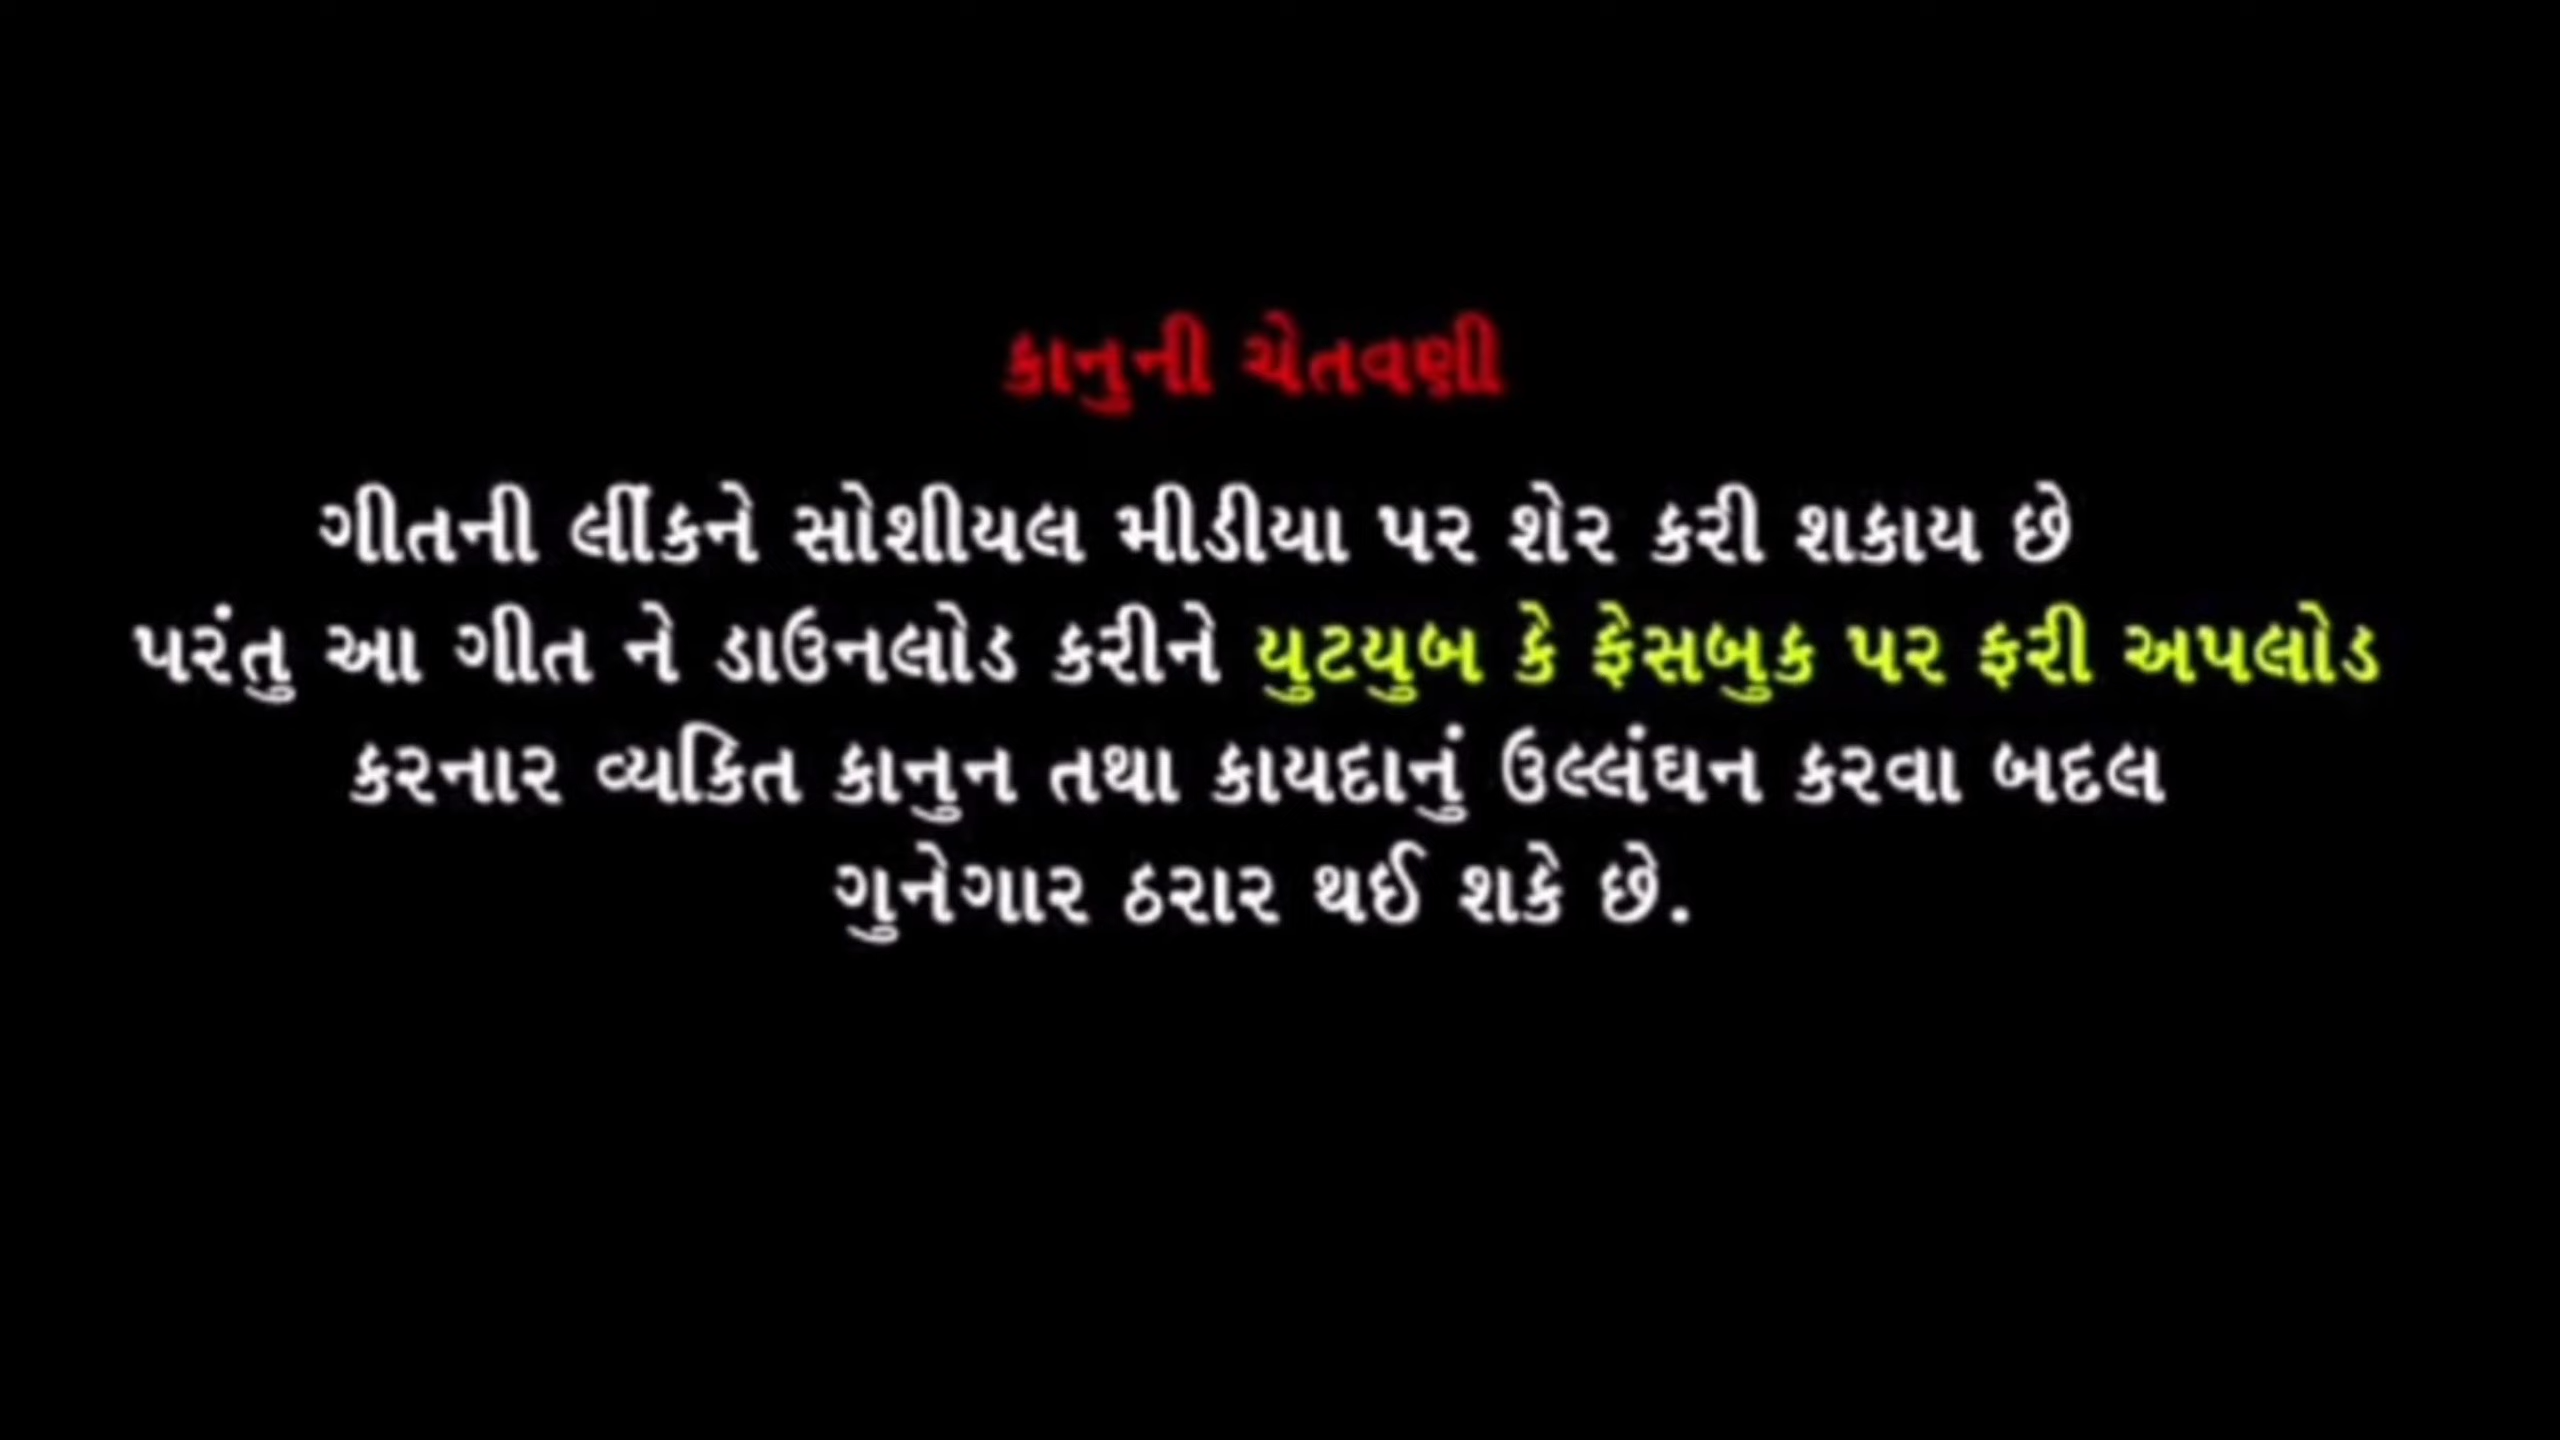 કાનુની ચેતવણી
ગીતની લીંકને સોશીયલ મીડીયા પર શેર કરી શકાય છે
પરંતુ આ ગીત ને ડાઉનલોડ કરીને યુટયુબ કે ફેસબુક પર ફરી અપલોડ
કરનાર વ્યકિત કાનુન તથા કાયદાનું ઉલ્લંઘન કરવા બદલ
ગુનેગાર ઠરાર થઈ શકે છે.